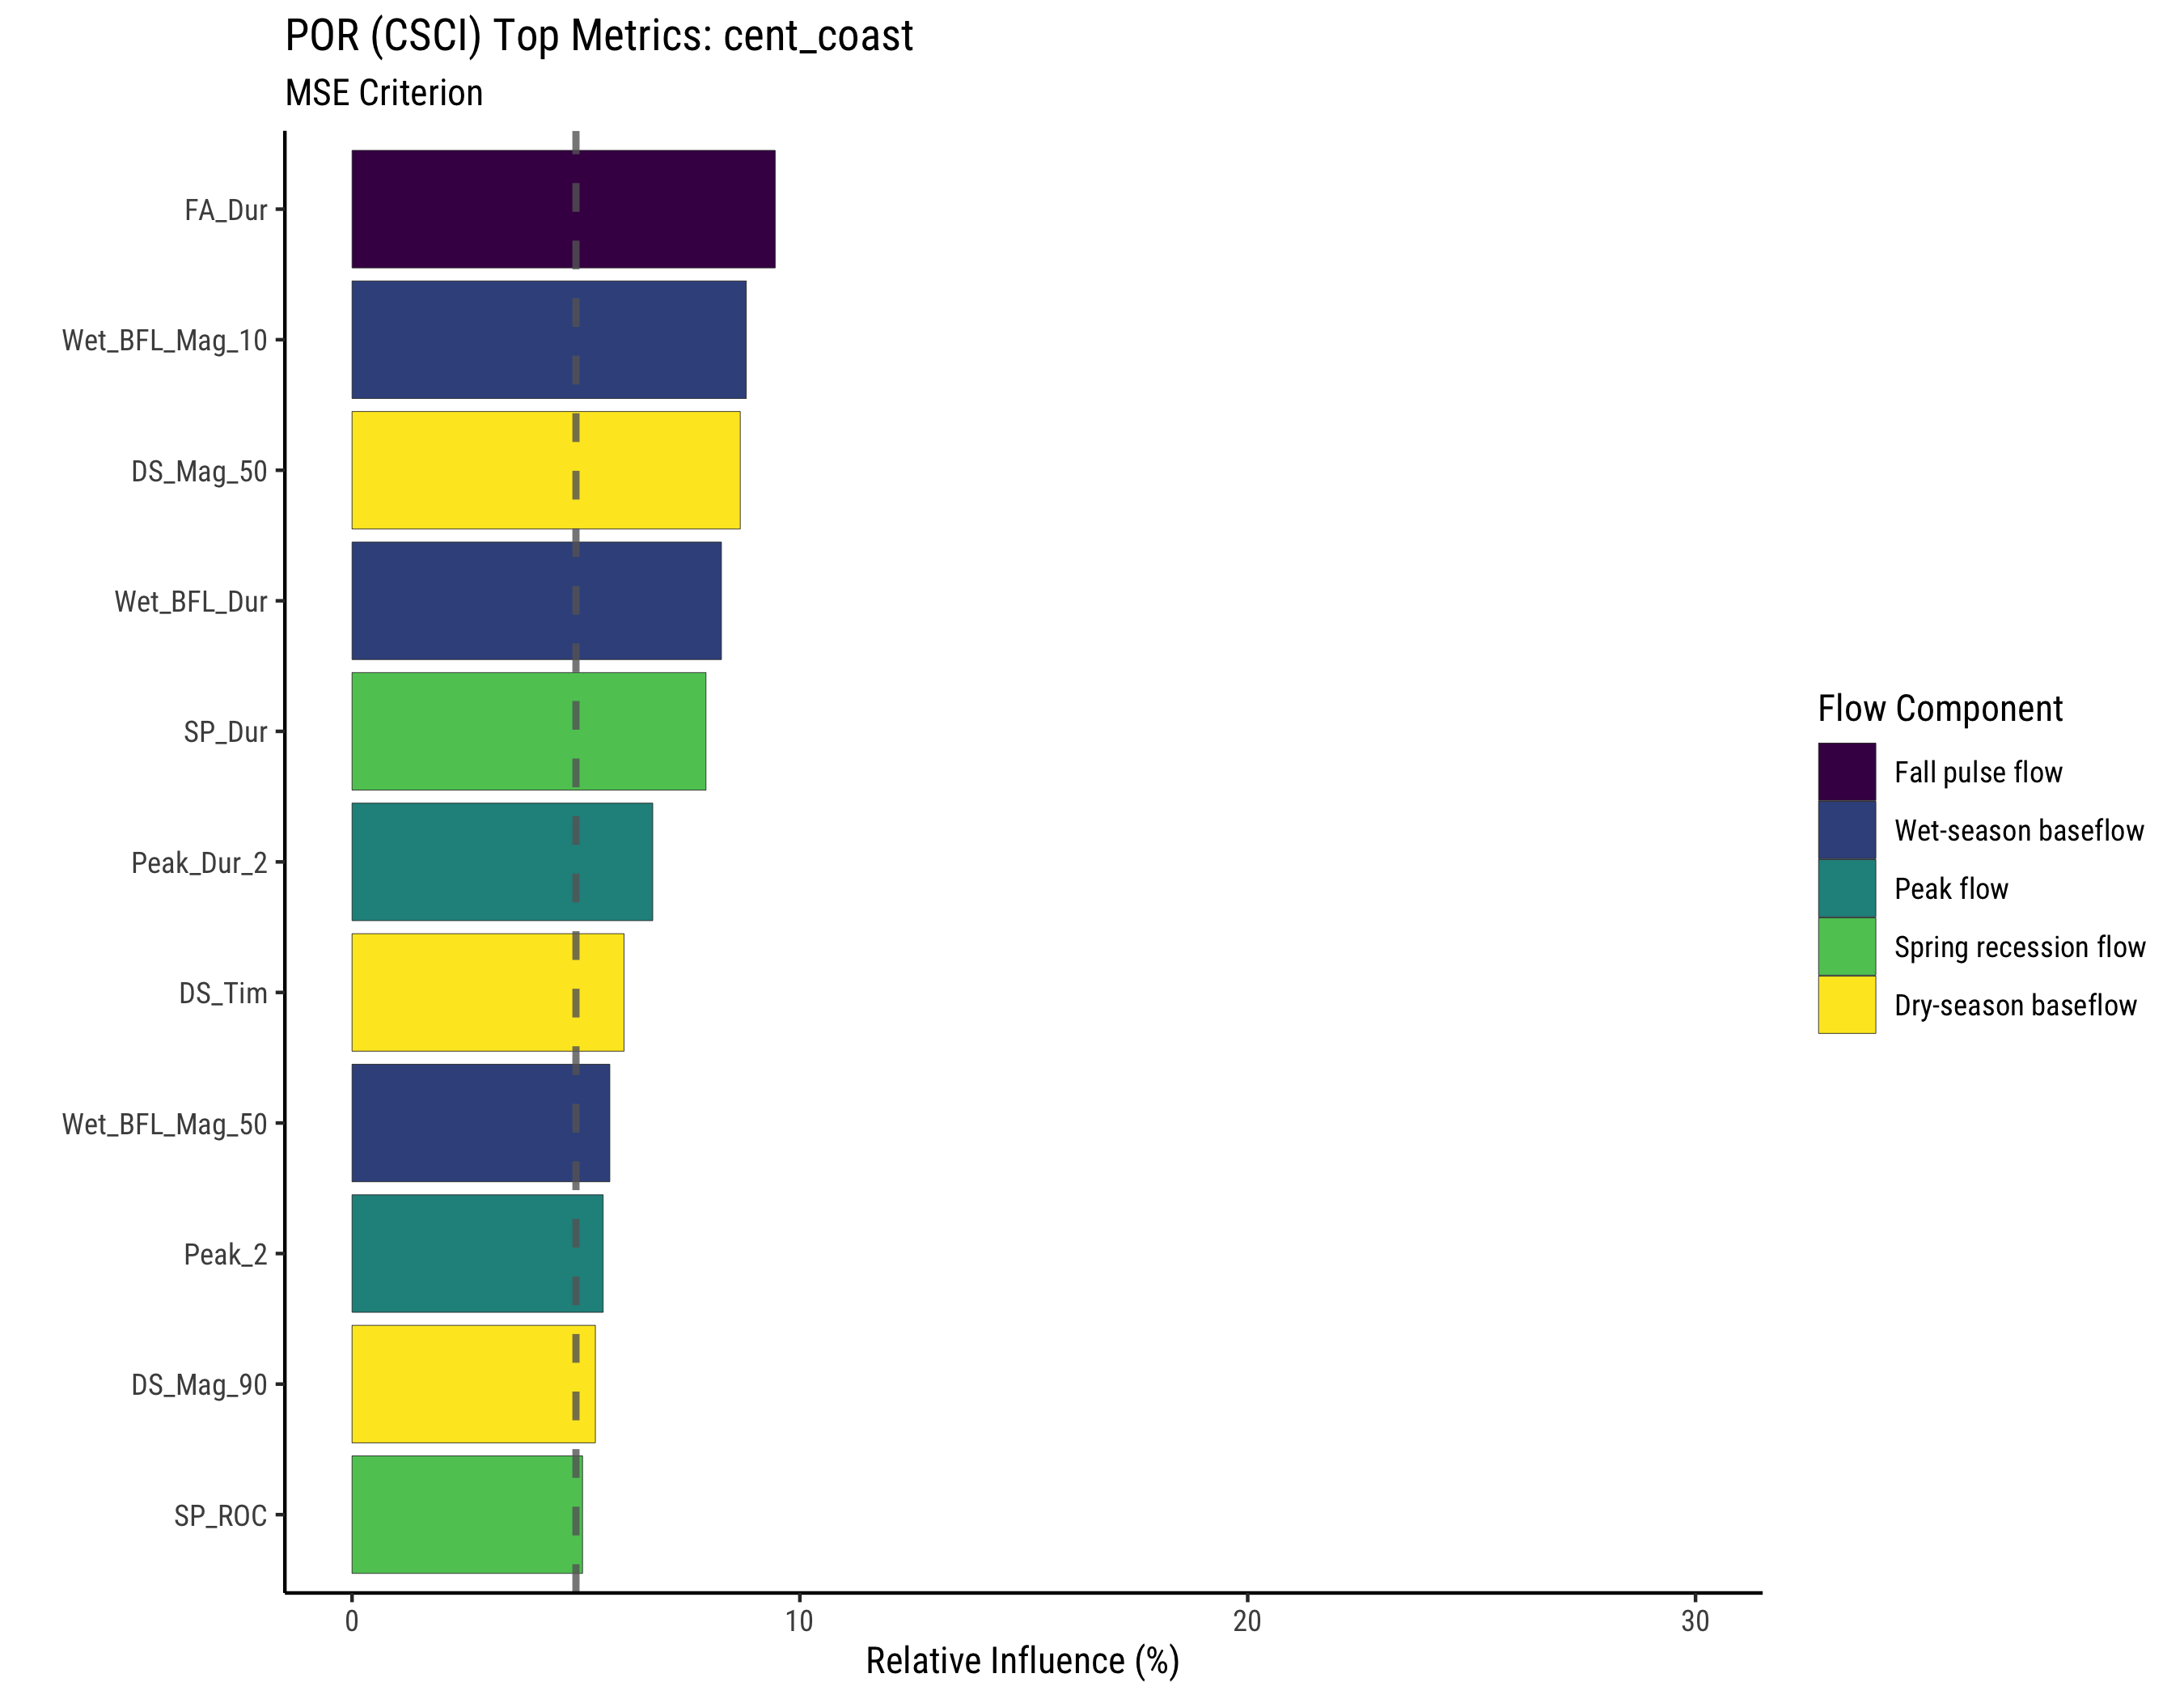 POR (CSCI) Top Metrics: cent_coast
MSE Criterion
FA_Dur
Wet_BFL_Mag_10
DS_Mag_50
Wet_BFL_Dur
SP_Dur
Peak_Dur_2
DS_Tim
Wet_BFL_Mag_50
Peak_2
DS_Mag_90
SP_ROC
0 10 20 30
Relative Influence (%)
Flow Component
Fall pulse flow
Wet-season baseflow
Peak flow
Spring recession flow
Dry-season baseflow